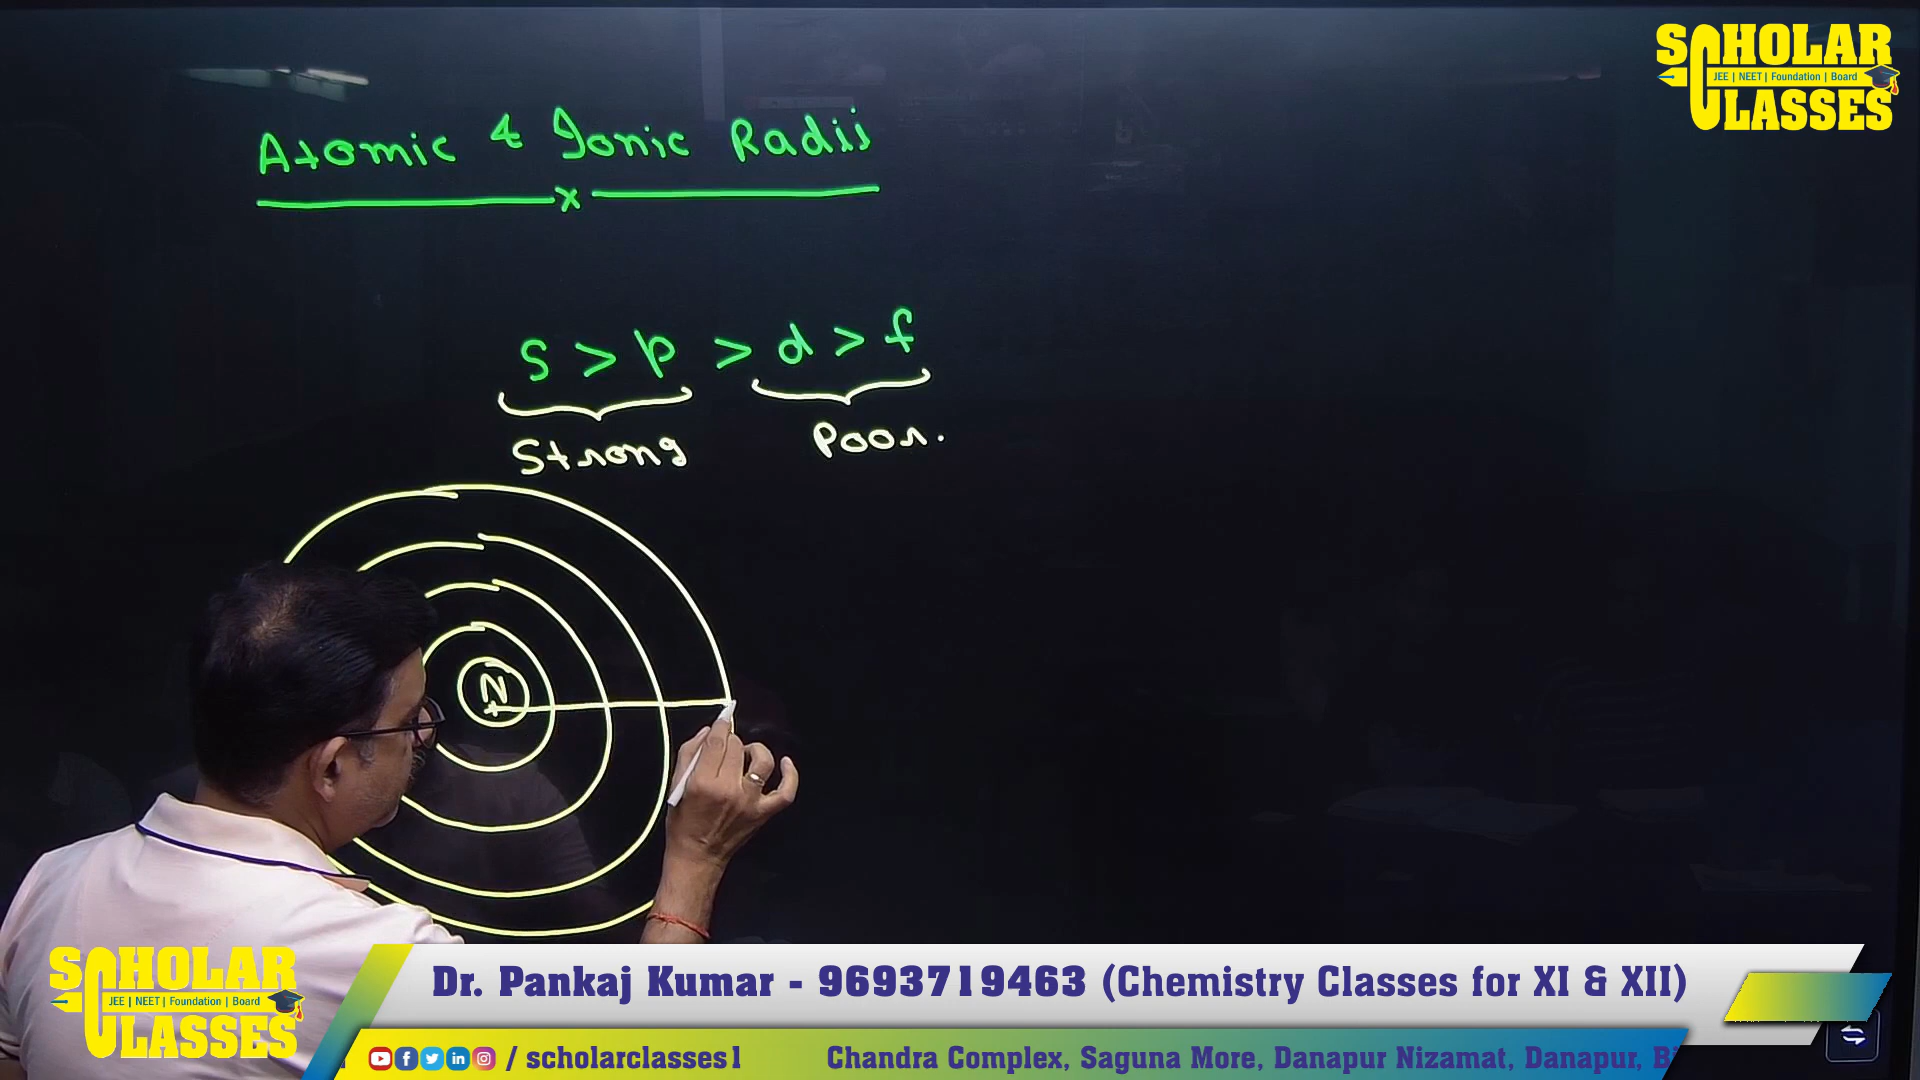 SCHOLAR
JEE | NEET | Foundation | Board
CLASSES
Atomic & Ionic Radii
x
s > p > d > f
Strong
Poor.
N
+
SCHOLAR
JEE | NEET | Foundation | Board
CLASSES
Dr. Pankaj Kumar - 9693719463 (Chemistry Classes for XI & XII)
/ scholarclasses1
Chandra Complex, Saguna More, Danapur Nizamat, Danapur,